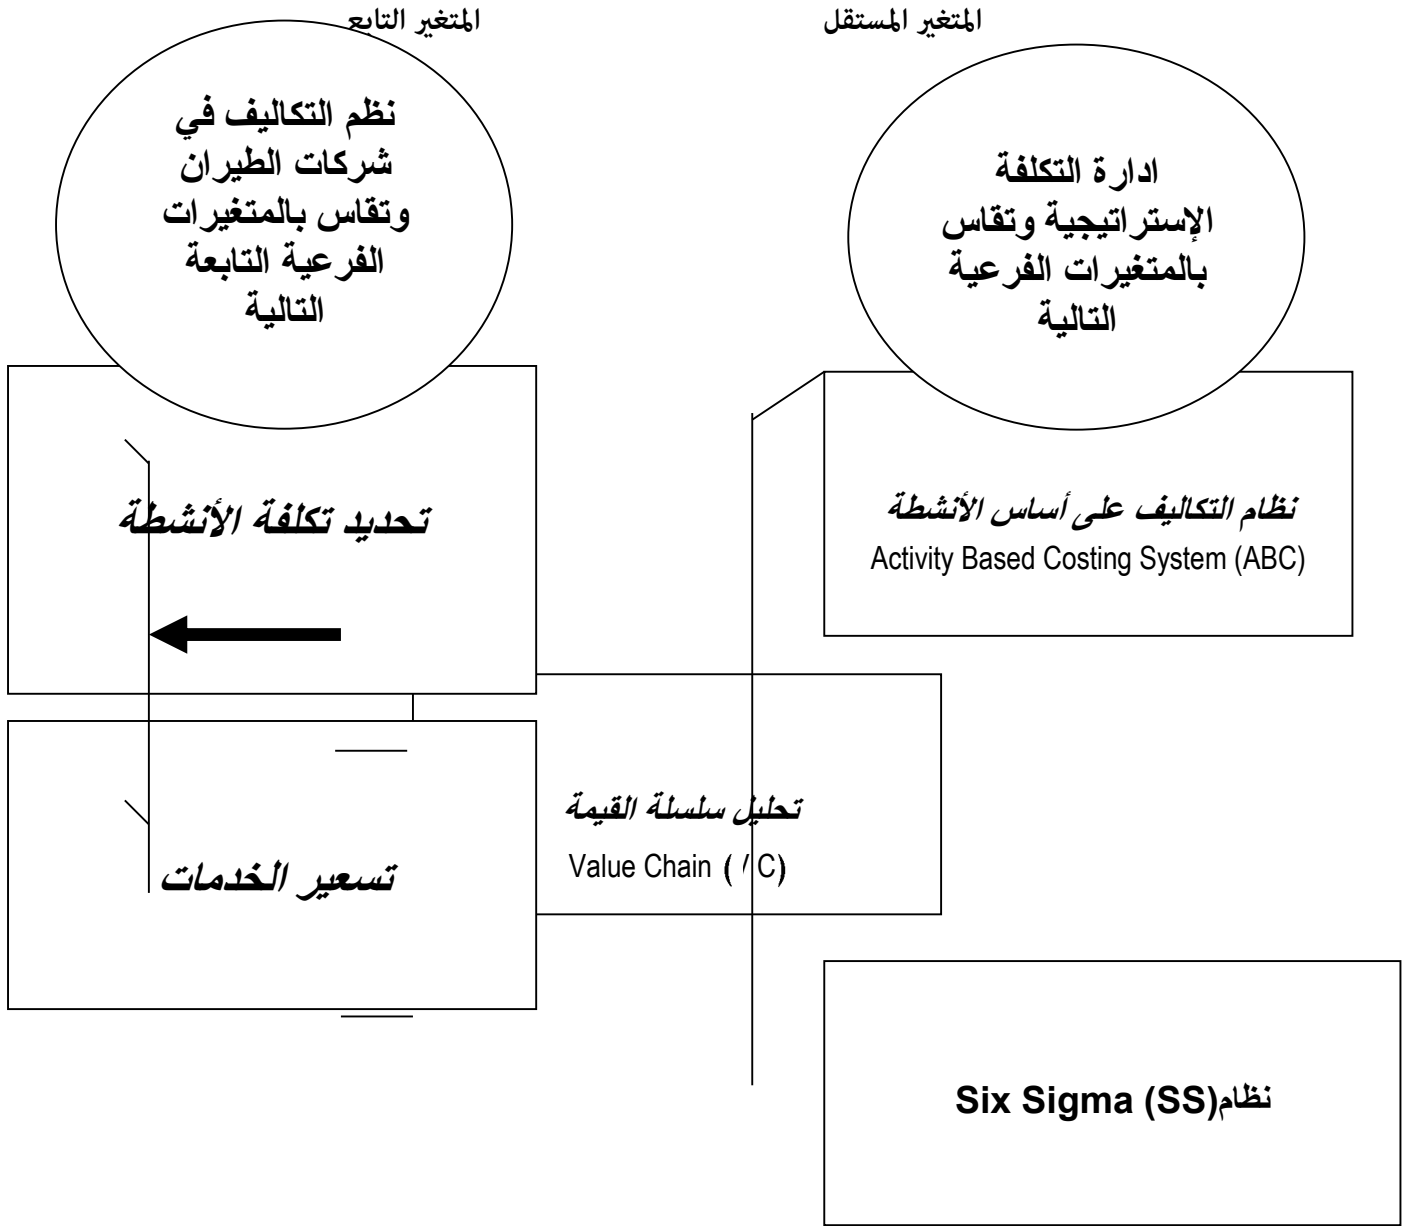 المتغير المستقل
المتغير التابع
ادارة التكلفة
الإستراتيجية وتقاس
بالمتغيرات الفرعية
التالية
نظم التكاليف في
شركات الطيران
وتقاس بالمتغيرات
الفرعية التابعة
التالية
نظام التكاليف على أساس الأنشطة
Activity Based Costing System (ABC)
تحديد تكلفة الأنشطة
تحليل سلسلة القيمة
Value Chain ( C)
تسعير الخدمات
نظام Six Sigma (SS)